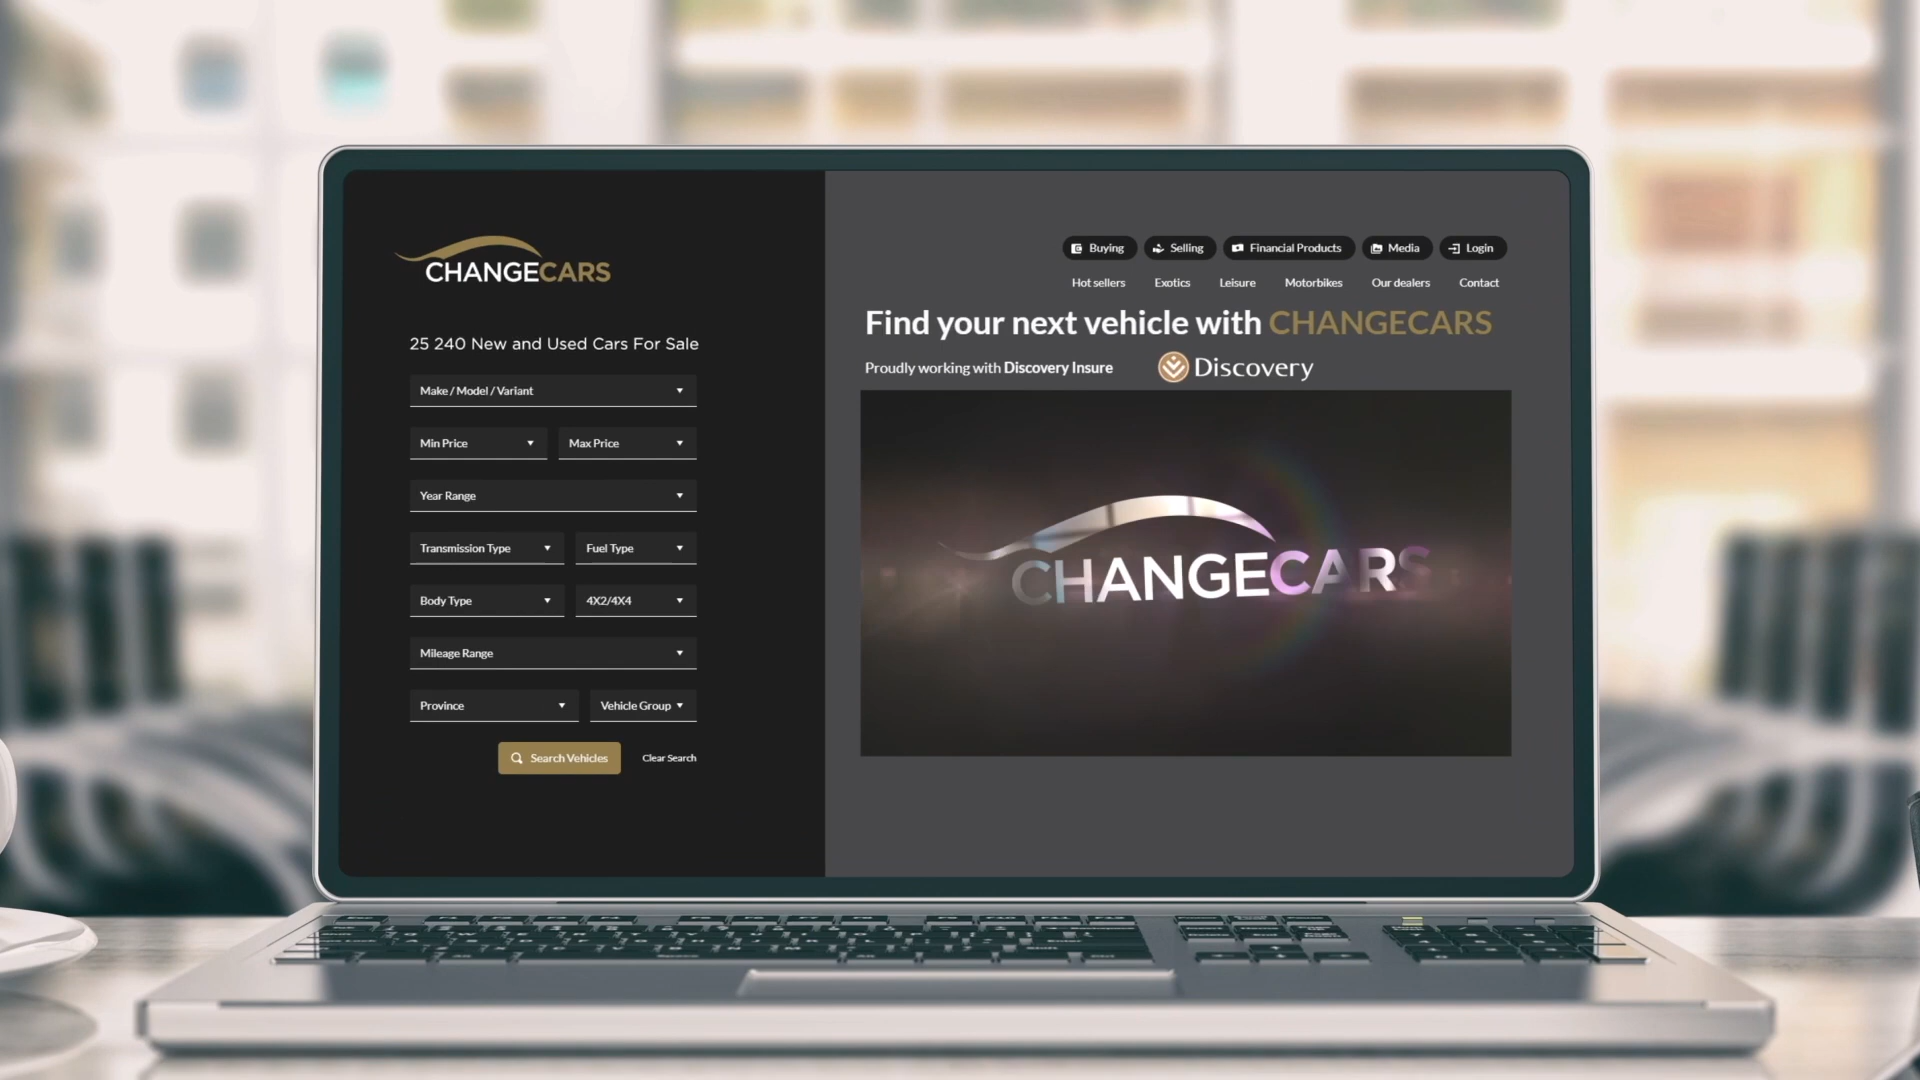 CHANGECARS
25 240 New and Used Cars For Sale
Make / Model / Variant
Min Price
Max Price
Year Range
Transmission Type
Fuel Type
Body Type
4X2/4X4
Mileage Range
Province
Vehicle Group
Search Vehicles
Clear Search
Buying
Selling
Financial Products
Media
Login
Hot sellers
Exotics
Leisure
Motorbikes
Our dealers
Contact
Find your next vehicle with CHANGECARS
Proudly working with Discovery Insure
Discovery
CHANGECARS